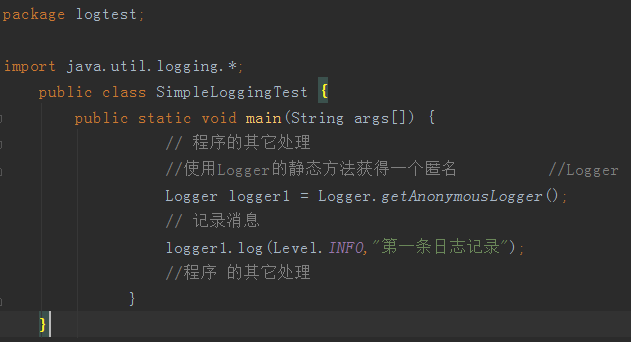 package logtest;
import java.util.logging.*;
public class SimpleLoggingTest {
public static void main(String args[]) {
// 程序的其它处理
//使用Logger的静态方法获得一个匿名 //Logger
Logger logger1 = Logger.getAnonymousLogger();
// 记录消息
logger1.log(Level.INFO,"第一条日志记录");
//程序 的其它处理
}
}